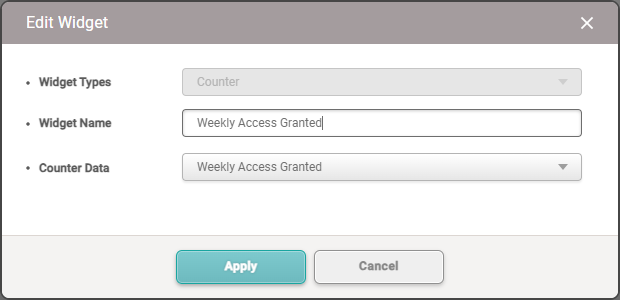 Edit Widget
Widget Types
Counter
Widget Name
Weekly Access Granted
Counter Data
Weekly Access Granted
Apply
Cancel